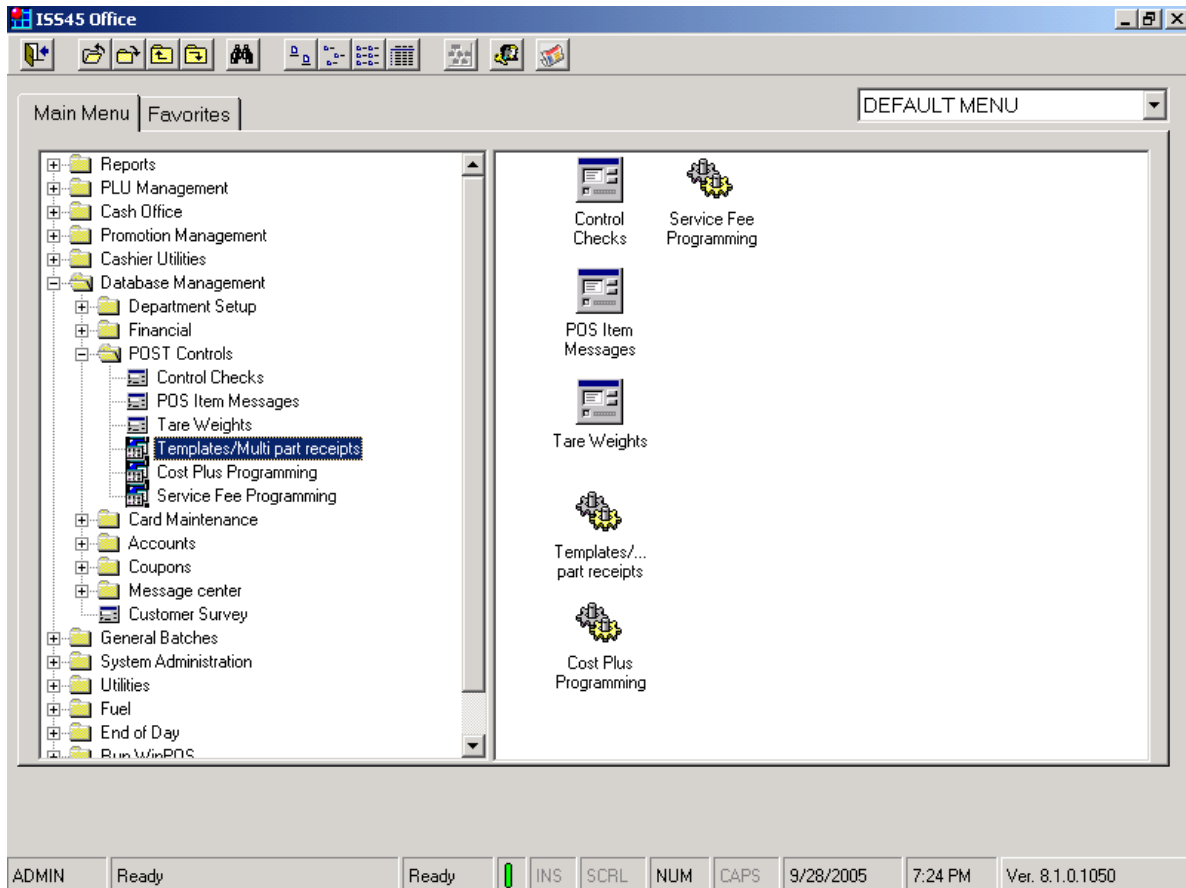 ISS45 Office
Main Menu
Favorites
DEFAULT MENU
Reports
PLU Management
Cash Office
Promotion Management
Cashier Utilities
Database Management
Department Setup
Financial
POST Controls
Control Checks
POS Item Messages
Tare Weights
Templates/Multi part receipts
Cost Plus Programming
Service Fee Programming
Card Maintenance
Accounts
Coupons
Message center
Customer Survey
General Batches
System Administration
Utilities
Fuel
End of Day
Run WinPOS
Control
Checks
Service Fee
Programming
POS Item
Messages
Tare Weights
Templates/...
part receipts
Cost Plus
Programming
ADMIN
Ready
Ready
INS
SCRL
NUM
CAPS
9/28/2005
7:24 PM
Ver. 8.1.0.1050